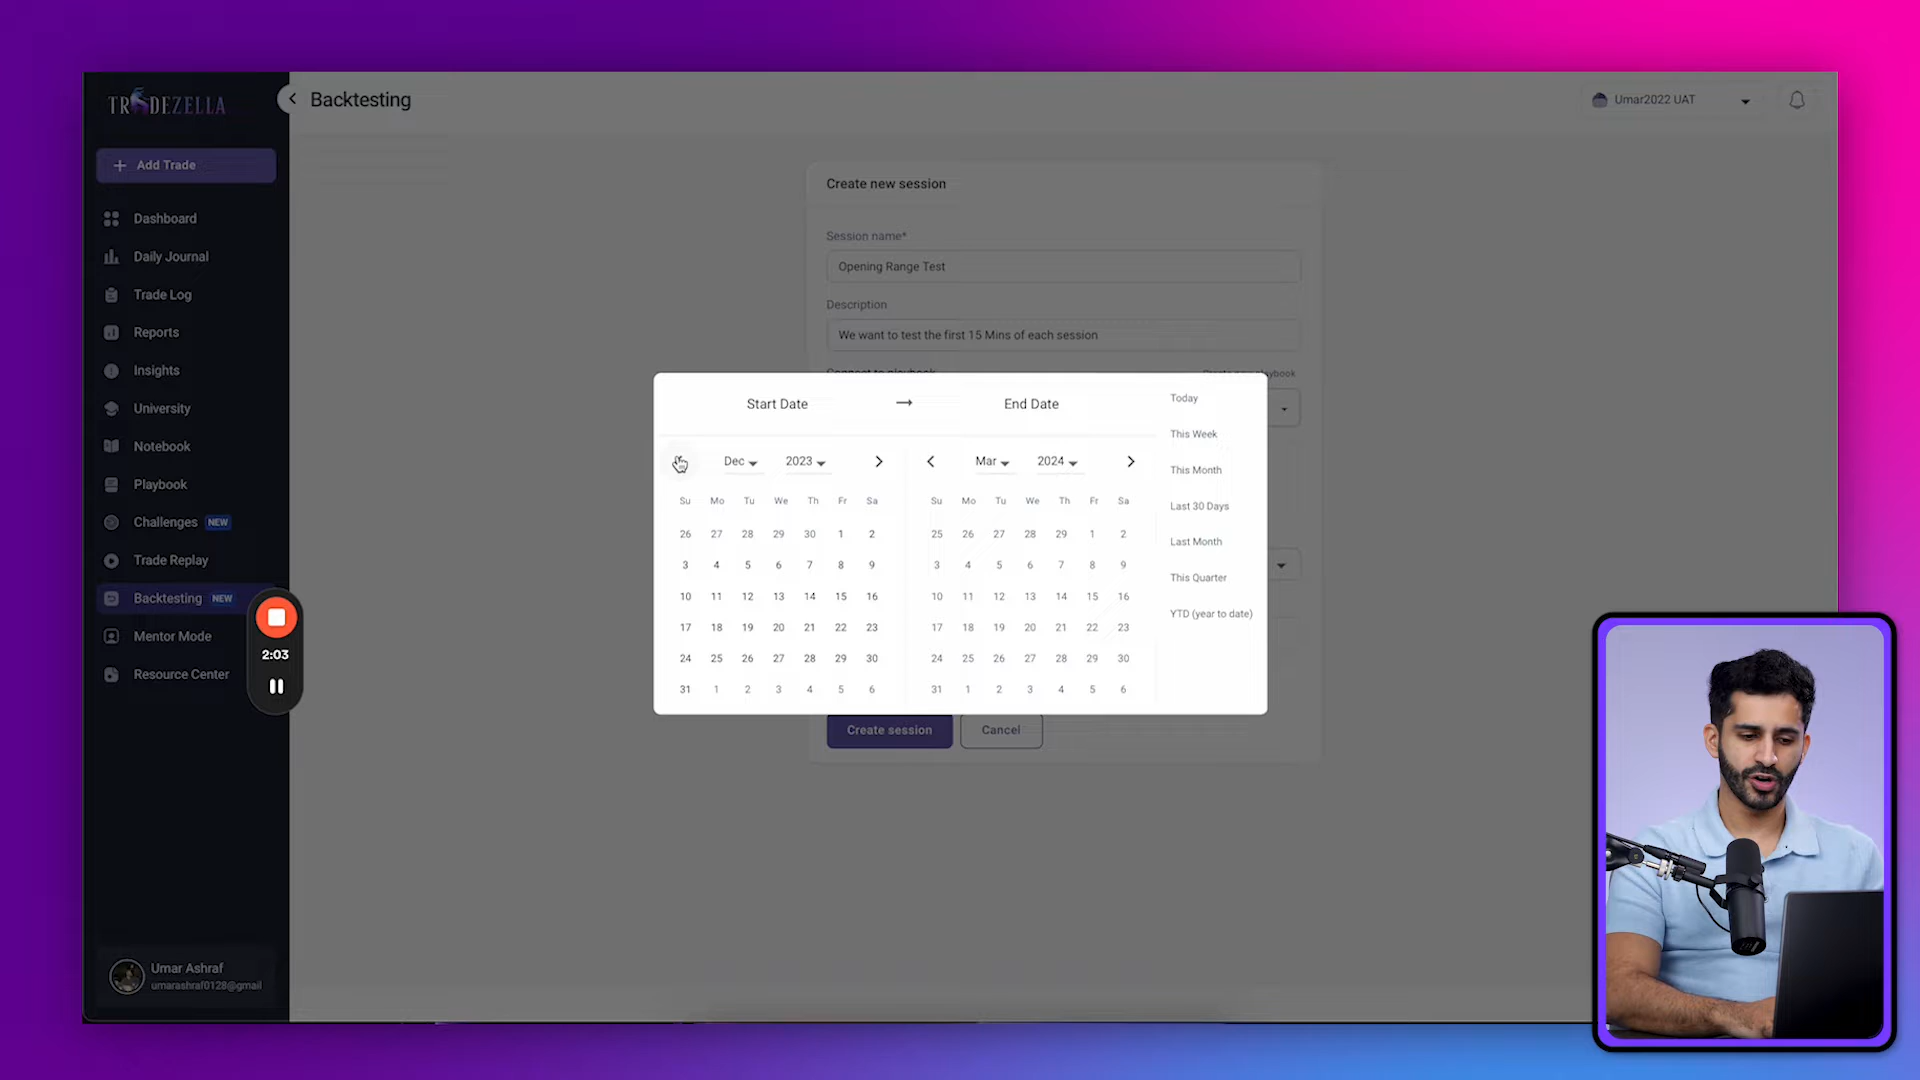 TRADEZELLA
Backtesting
Umar2022 UAT
Add Trade
Dashboard
Daily Journal
Trade Log
Reports
Insights
University
Notebook
Playbook
Challenges NEW
Trade Replay
Backtesting NEW
Mentor Mode
Resource Center
2:03
Umar Ashraf
umarashraf0128@gmail
Create new session
Session name*
Opening Range Test
Description
We want to test the first 15 Mins of each session
Start Date → End Date
Dec 2023
Su Mo Tu We Th Fr Sa
26 27 28 29 30 1 2
3 4 5 6 7 8 9
10 11 12 13 14 15 16
17 18 19 20 21 22 23
24 25 26 27 28 29 30
31 1 2 3 4 5 6
Mar 2024
Su Mo Tu We Th Fr Sa
25 26 27 28 29 1 2
3 4 5 6 7 8 9
10 11 12 13 14 15 16
17 18 19 20 21 22 23
24 25 26 27 28 29 30
31 1 2 3 4 5 6
Today
This Week
This Month
Last 30 Days
Last Month
This Quarter
YTD (year to date)
Create session
Cancel